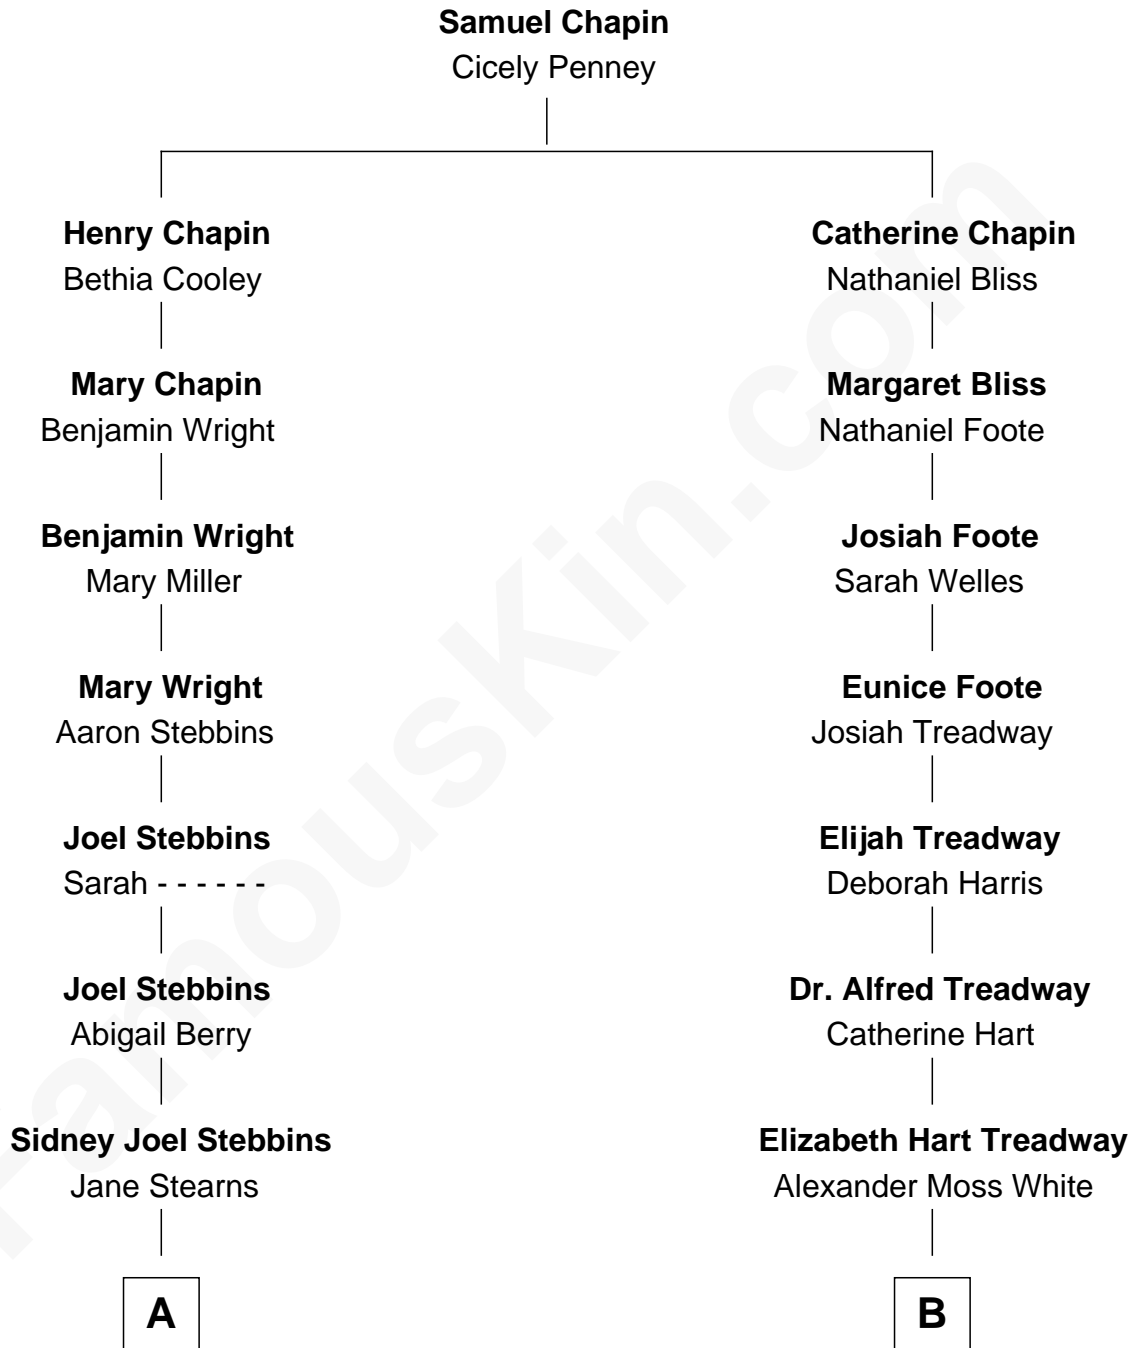 Samuel Chapin
Cicely Penney
Henry Chapin
Bethia Cooley
Mary Chapin
Benjamin Wright
Benjamin Wright
Mary Miller
Mary Wright
Aaron Stebbins
Joel Stebbins
Sarah - - - - - -
Joel Stebbins
Abigail Berry
Sidney Joel Stebbins
Jane Stearns
A
Catherine Chapin
Nathaniel Bliss
Margaret Bliss
Nathaniel Foote
Josiah Foote
Sarah Welles
Eunice Foote
Josiah Treadway
Elijah Treadway
Deborah Harris
Dr. Alfred Treadway
Catherine Hart
Elizabeth Hart Treadway
Alexander Moss White
B
FamousKin.com